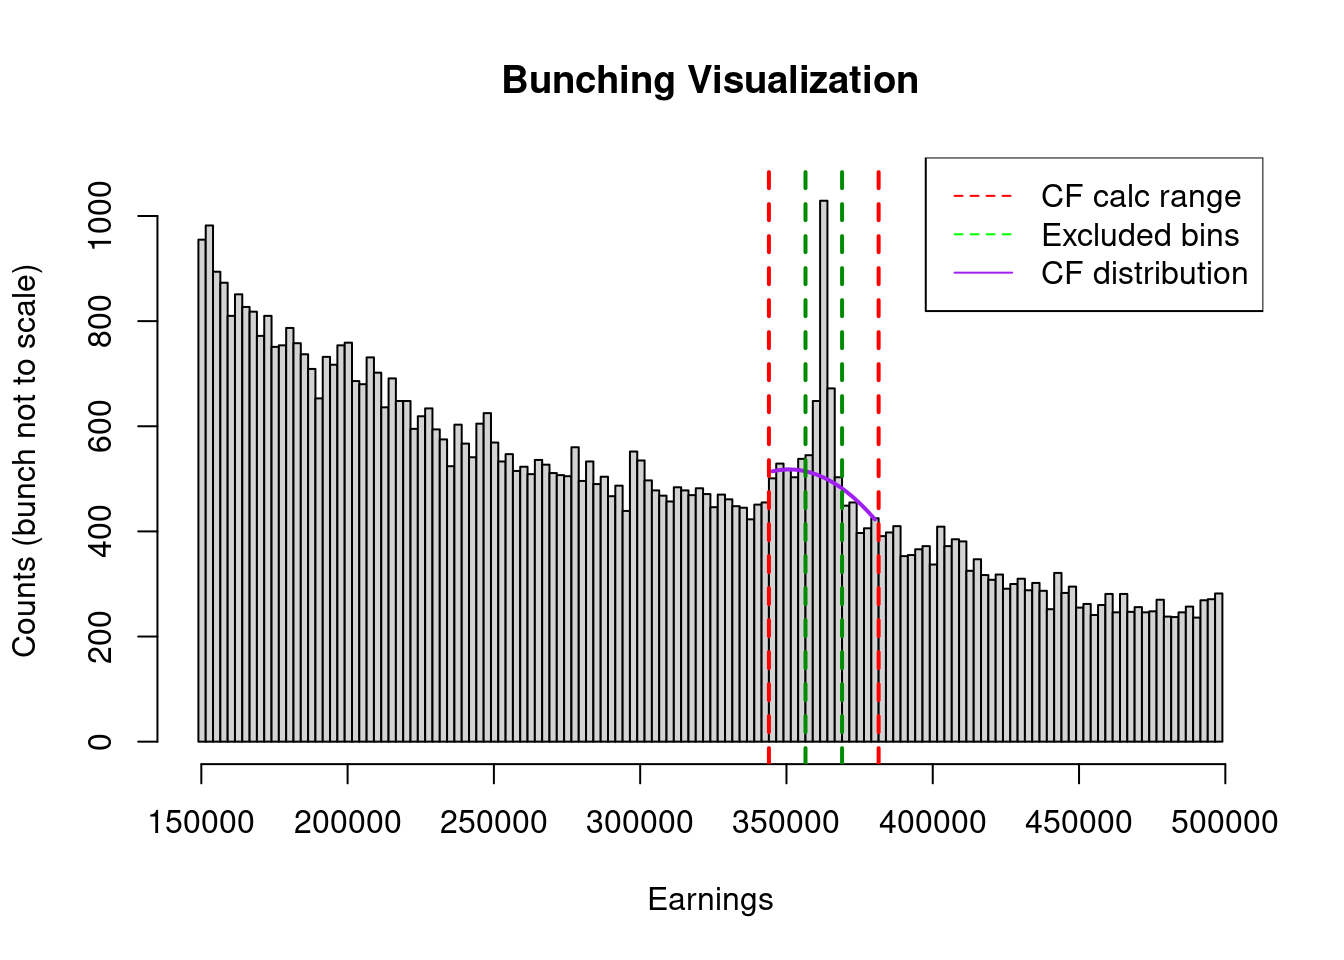 Bunching Visualization
CF calc range
Excluded bins
CF distribution
Counts (bunch not to scale)
1000
800
600
400
200
0
150000 200000 250000 300000 350000 400000 450000 500000
Earnings